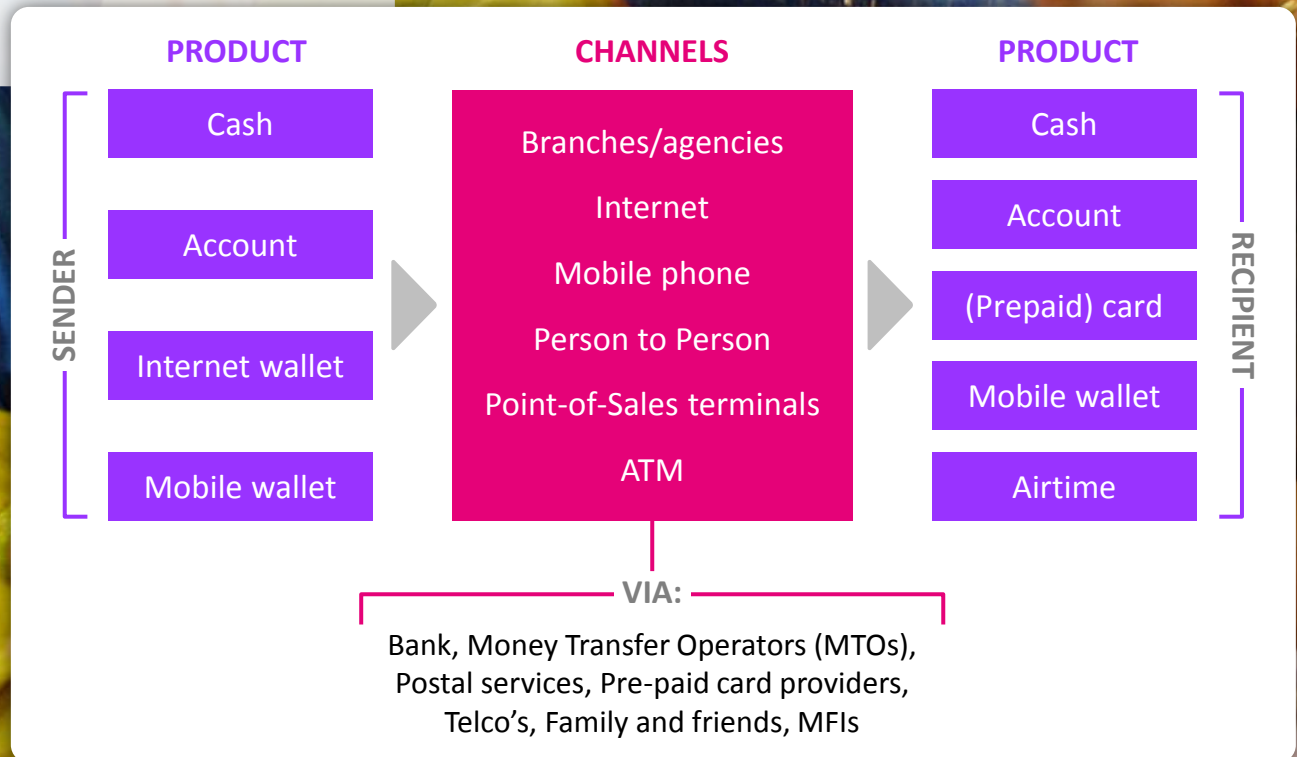 PRODUCT
SENDER
Cash
Account
Internet wallet
Mobile wallet
CHANNELS
Branches/agencies
Internet
Mobile phone
Person to Person
Point-of-Sales terminals
ATM
PRODUCT
Cash
Account
(Prepaid) card
Mobile wallet
Airtime
RECIPIENT
VIA:
Bank, Money Transfer Operators (MTOs),
Postal services, Pre-paid card providers,
Telco's, Family and friends, MFIs